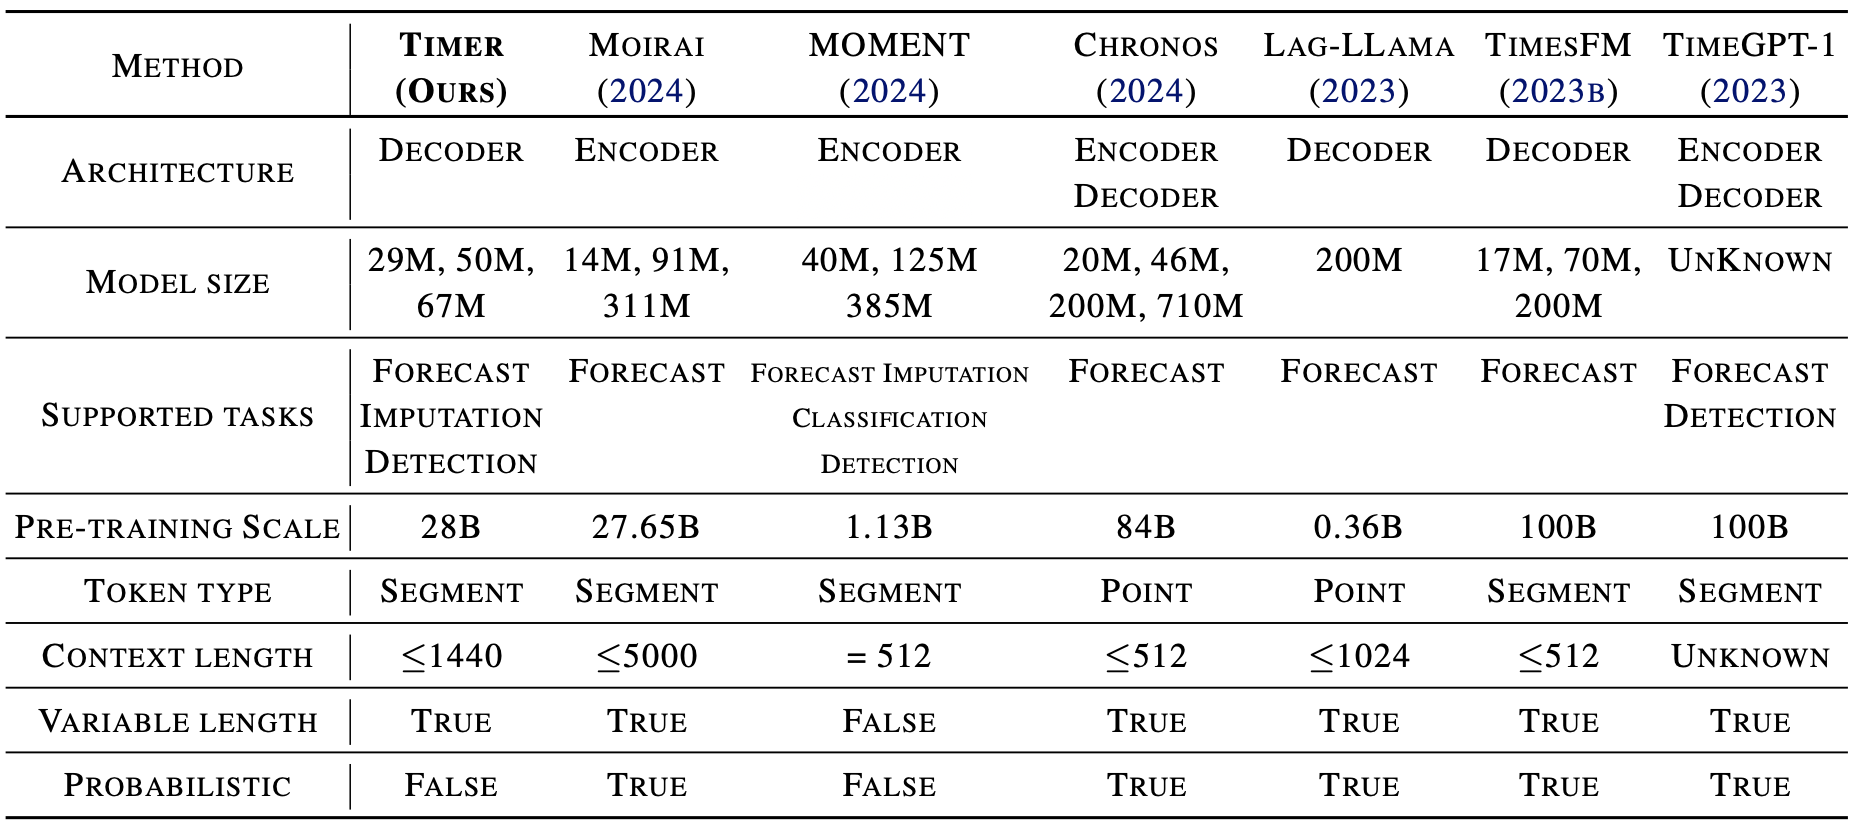 METHOD TIMER (OURS) MOIRAI (2024) MOMENT (2024) CHRONOS (2024) LAG-LLAMA (2023) TIMESFM (2023B) TIMEGPT-1 (2023)
ARCHITECTURE DECODER ENCODER ENCODER ENCODER DECODER DECODER DECODER ENCODER DECODER
MODEL SIZE 29M, 50M, 67M 14M, 91M, 311M 40M, 125M 385M 20M, 46M, 200M, 710M 200M 17M, 70M, 200M UNKNOWN
SUPPORTED TASKS FORECAST IMPUTATION DETECTION FORECAST FORECAST IMPUTATION CLASSIFICATION DETECTION FORECAST FORECAST FORECAST FORECAST DETECTION
PRE-TRAINING SCALE 28B 27.65B 1.13B 84B 0.36B 100B 100B
TOKEN TYPE SEGMENT SEGMENT SEGMENT POINT POINT SEGMENT SEGMENT
CONTEXT LENGTH ≤1440 ≤5000 = 512 ≤512 ≤1024 ≤512 UNKNOWN
VARIABLE LENGTH TRUE TRUE FALSE TRUE TRUE TRUE TRUE
PROBABILISTIC FALSE TRUE FALSE TRUE TRUE TRUE TRUE